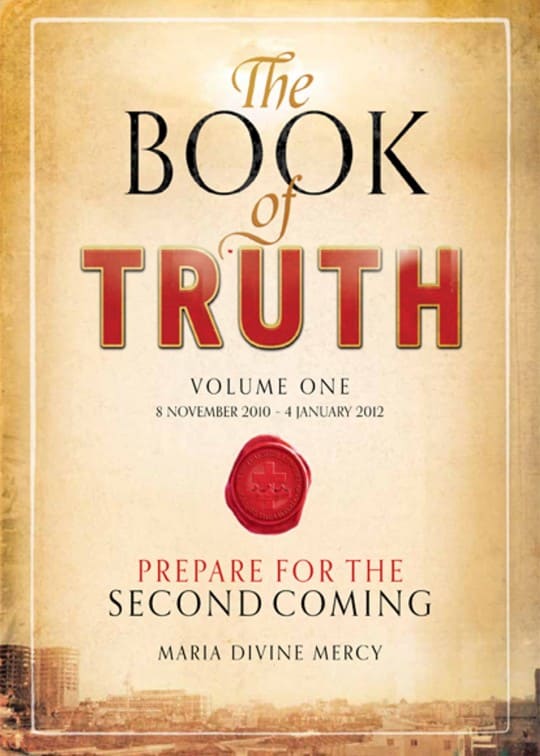 The
BOOK
of
TRUTH
VOLUME ONE
8 NOVEMBER 2010 - 4 JANUARY 2012
PREPARE FOR THE
SECOND COMING
MARIA DIVINE MERCY